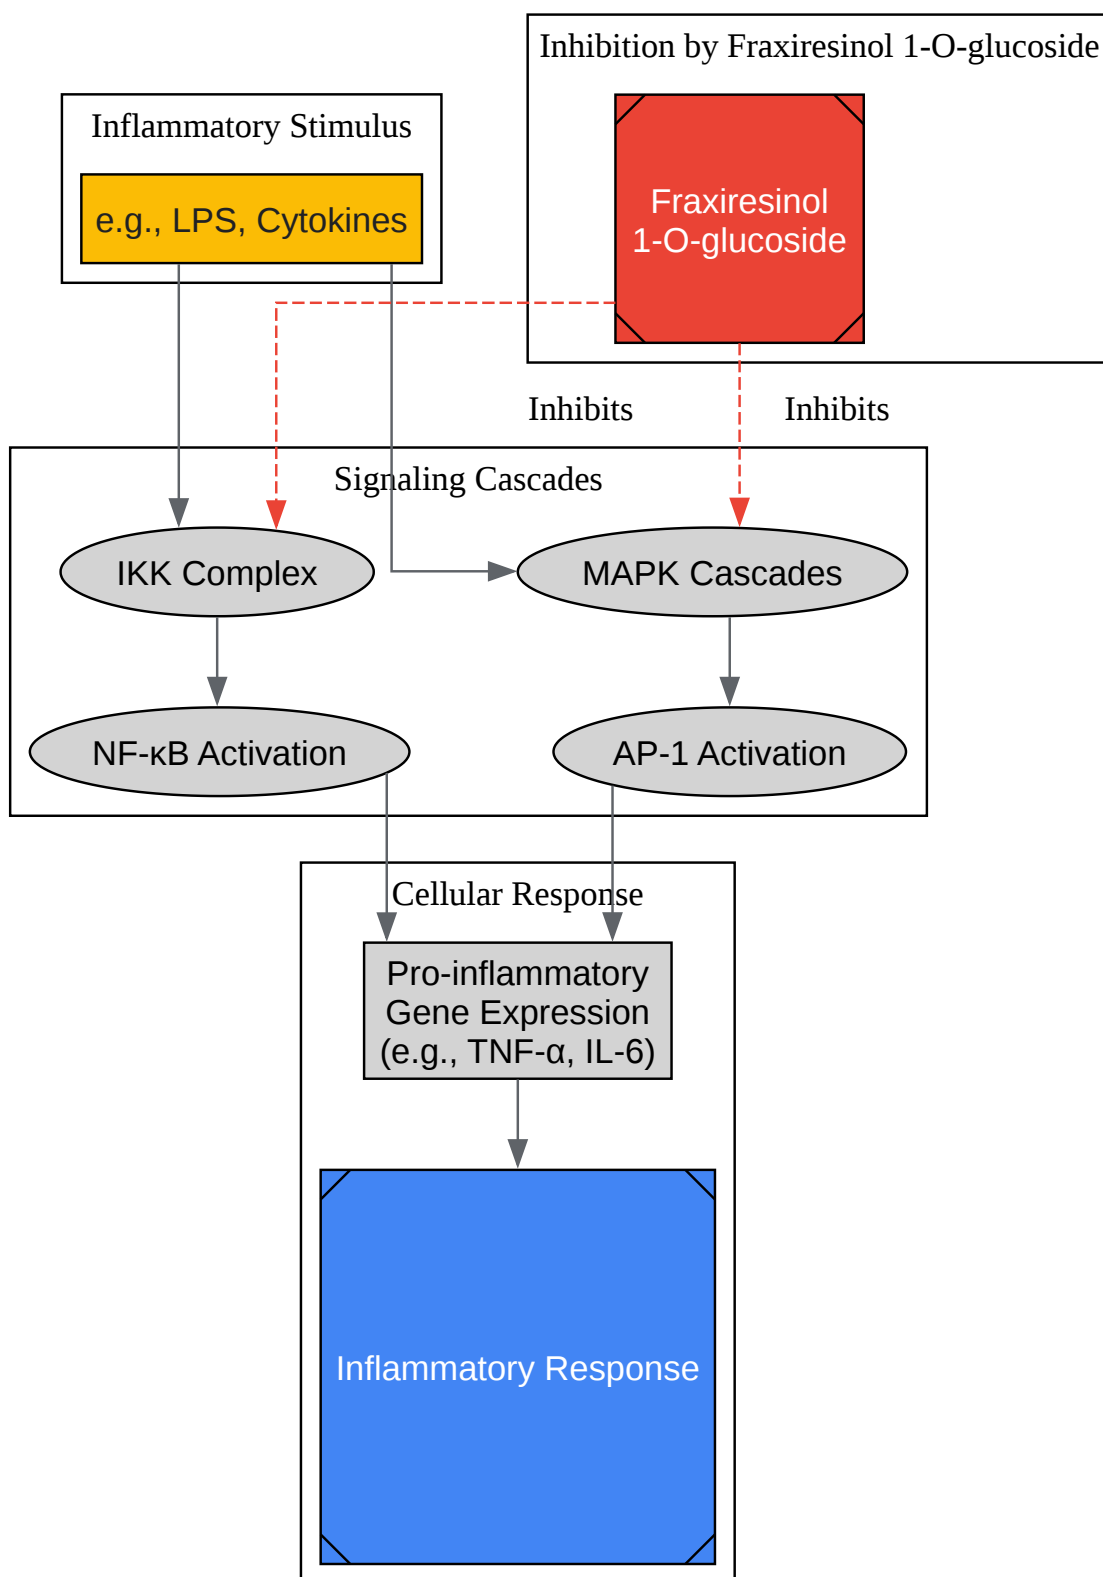 Inhibition by Fraxiresinol 1-O-glucoside
Inflammatory Stimulus
e.g., LPS, Cytokines
Fraxiresinol
1-O-glucoside
Inhibits
Inhibits
Signaling Cascades
IKK Complex
MAPK Cascades
NF-κB Activation
AP-1 Activation
Cellular Response
Pro-inflammatory
Gene Expression
(e.g., TNF-α, IL-6)
Inflammatory Response